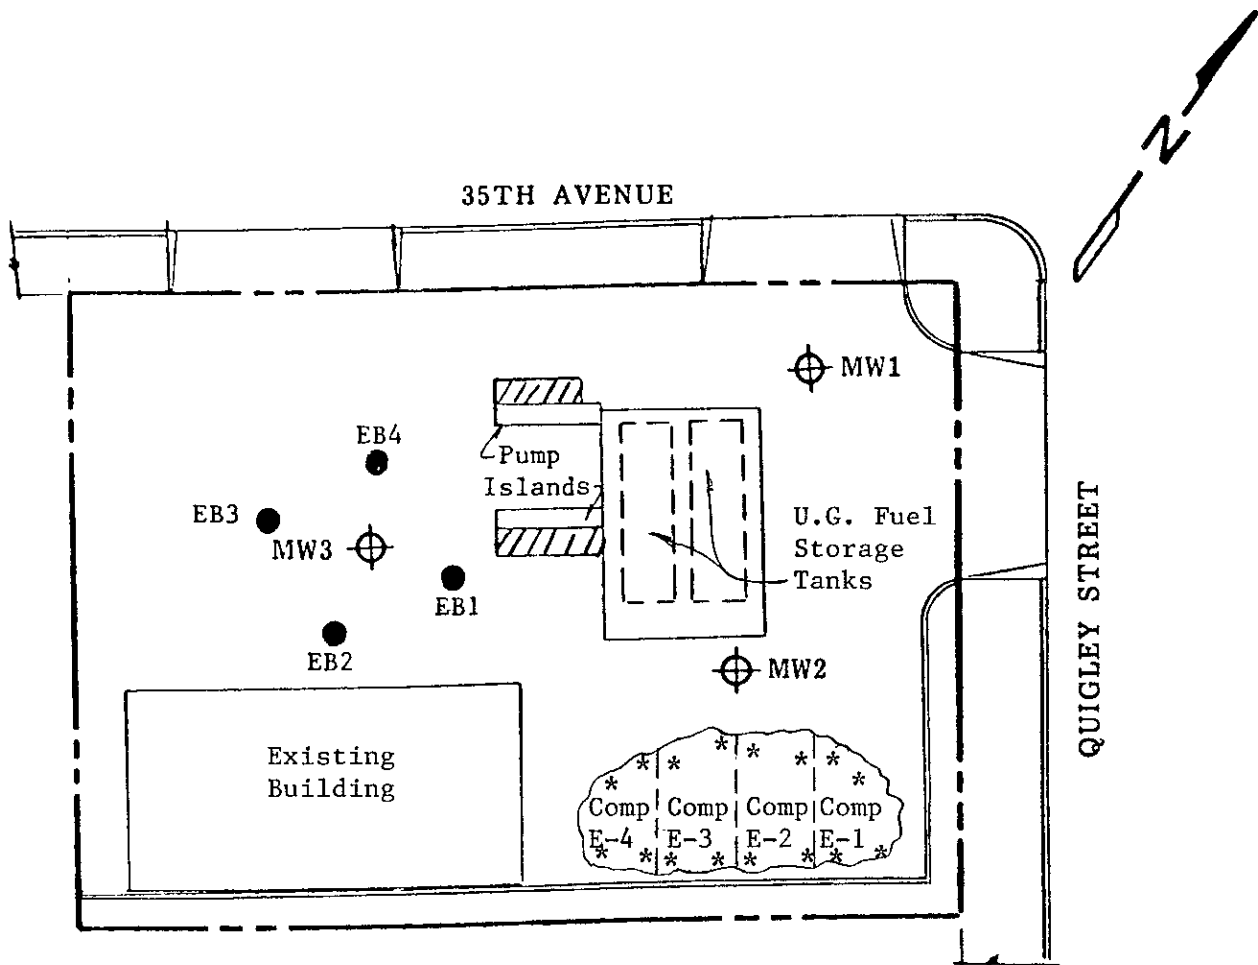 N
35TH AVENUE
MW1
EB4
Pump
Islands
EB3
MW3
U.G. Fuel
Storage
Tanks
EB1
EB2
MW2
QUIGLEY STREET
Existing
Building
* * * * * *
* *
Comp Comp Comp Comp
E-4 E-3 E-2 E-1
* * * * * * * *